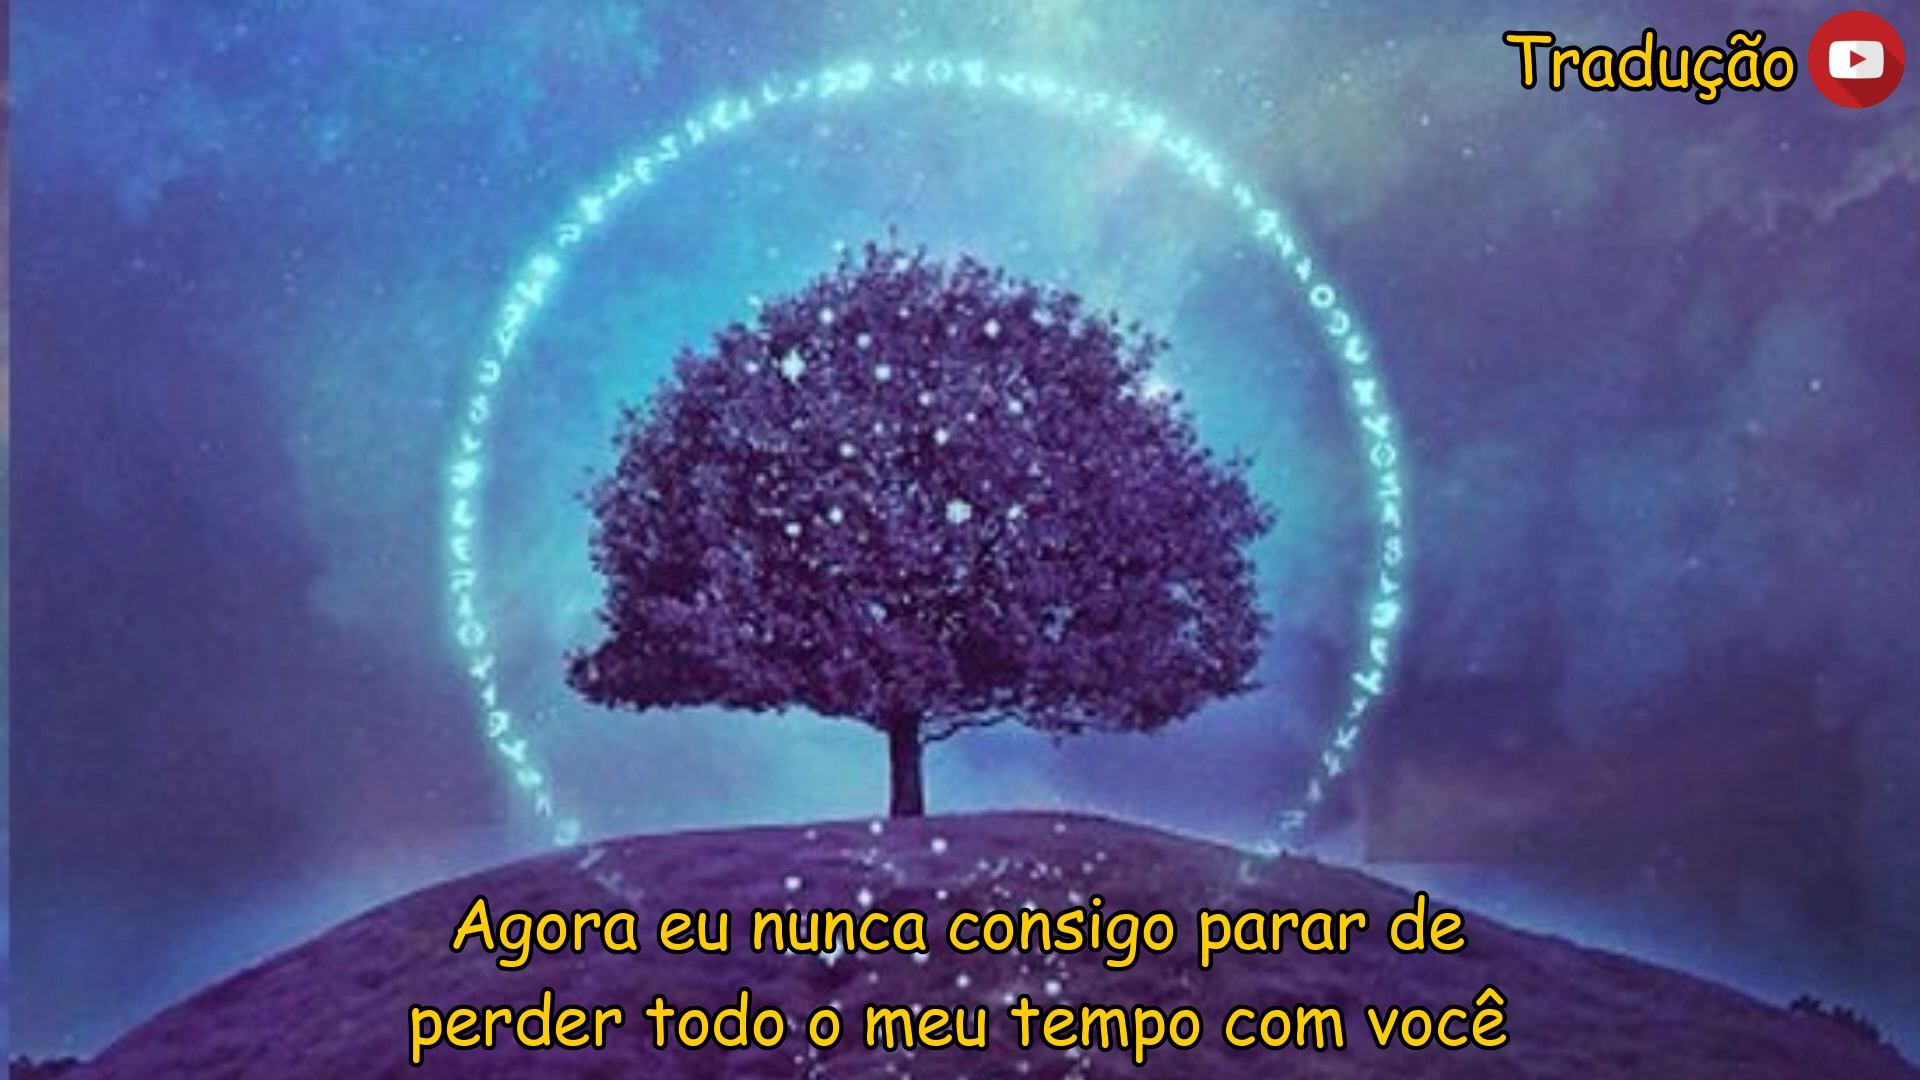 Tradução
Agora eu nunca consigo parar de
perder todo o meu tempo com você